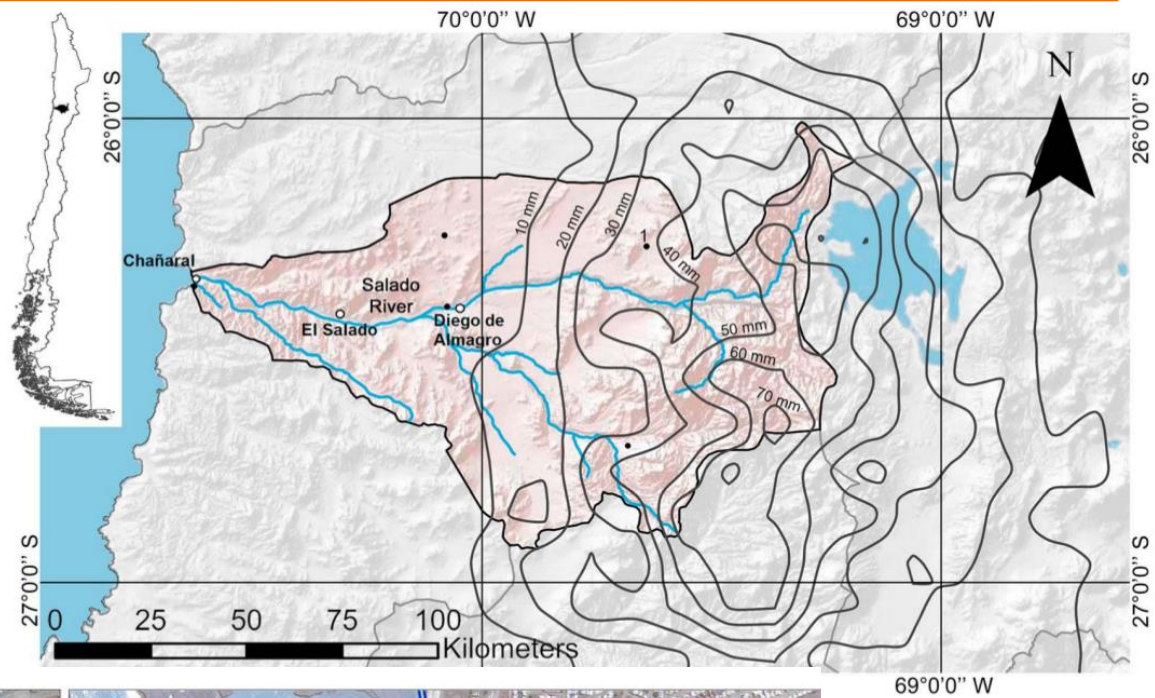 70°0'0'' W
69°0'0'' W
N
26°0'0'' S
26°0'0'' S
10 mm
20 mm
30 mm
1
40 mm
Chañaral
Salado
River
El Salado
Diego de
Almagro
50 mm
60 mm
70 mm
27°0'0'' S
27°0'0'' S
0
25
50
75
100
Kilometers
69°0'0'' W